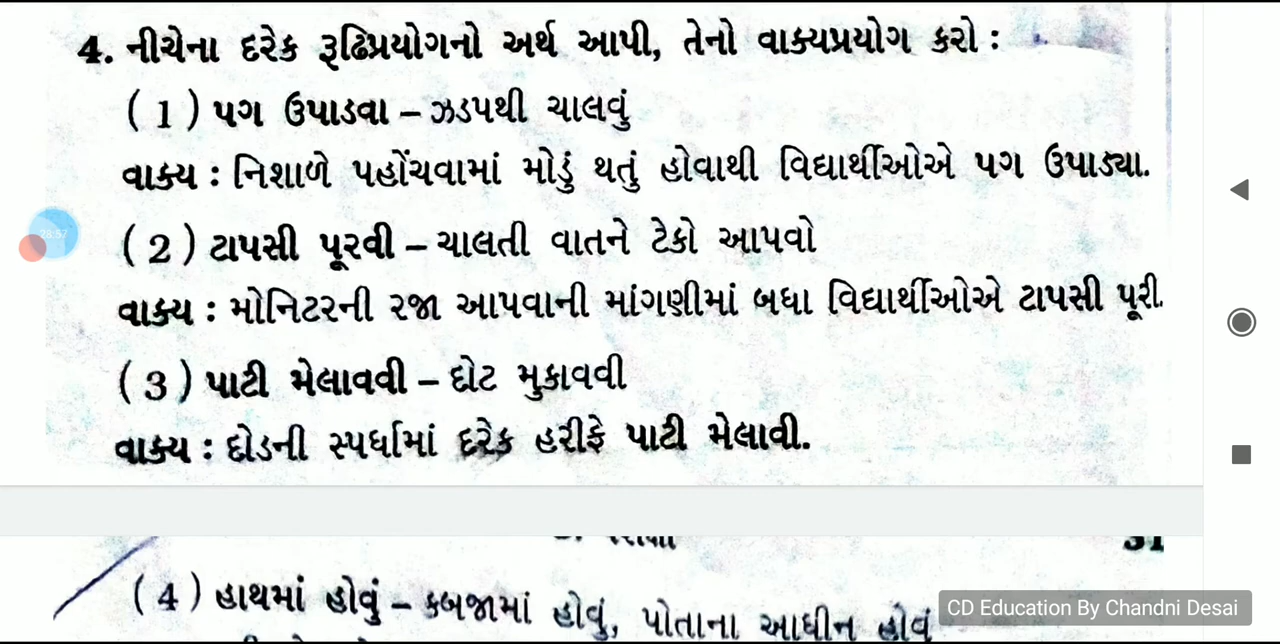 4. નીચેના દરેક રૂઢિપ્રયોગનો અર્થ આપી, તેનો વાક્યપ્રયોગ કરો :
( 1 ) પગ ઉપાડવા – ઝડપથી ચાલવું
વાક્ય : નિશાળે પહોંચવામાં મોડું થતું હોવાથી વિદ્યાર્થીઓએ પગ ઉપાડ્યા.
28:57
( 2 ) ટાપસી પૂરવી – ચાલતી વાતને ટેકો આપવો
વાક્ય : મોનિટરની રજા આપવાની માંગણીમાં બધા વિદ્યાર્થીઓએ ટાપસી પૂરી.
( 3 ) પાટી મેલાવવી – દોટ મુકાવવી
વાક્ય : દોડની સ્પર્ધામાં દરેક હરીફે પાટી મેલાવી.
31
( 4 ) હાથમાં હોવું – કબજામાં હોવું, પોતાના આધીન હોવું
CD Education By Chandni Desai